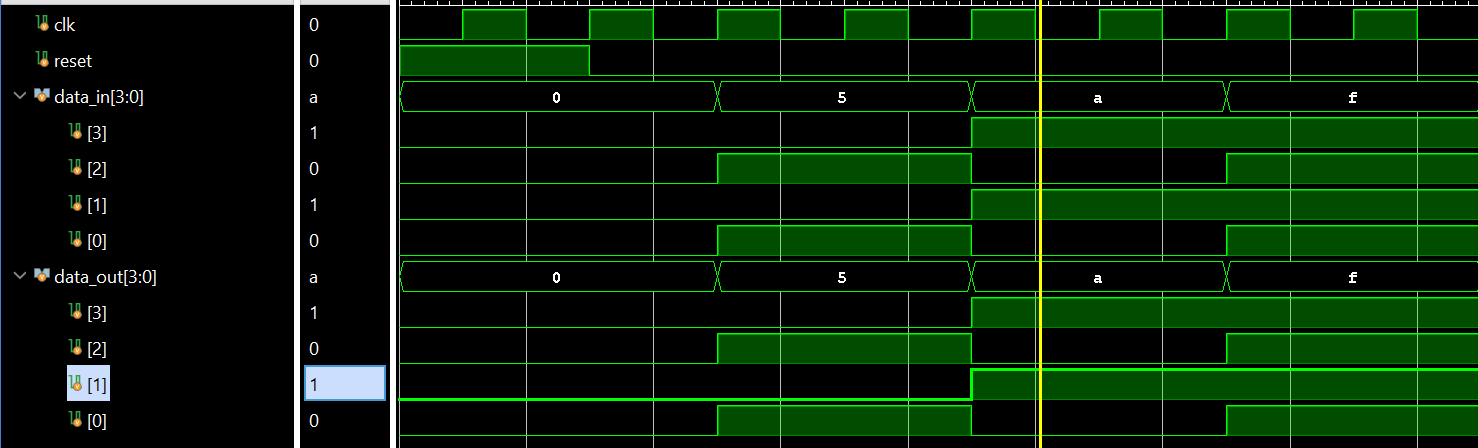 clk 0
reset 0
data_in[3:0] a 0 5 a f
[3] 1
[2] 0
[1] 1
[0] 0
data_out[3:0] a 0 5 a f
[3] 1
[2] 0
[1] 1
[0] 0